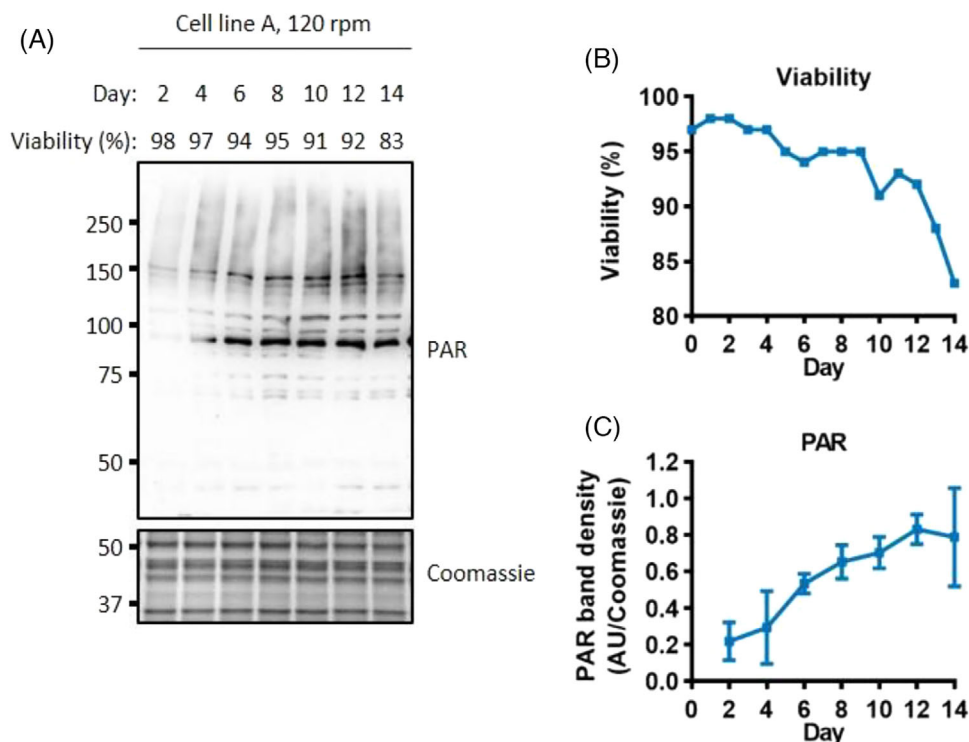 (A)
Cell line A, 120 rpm
Day: 2 4 6 8 10 12 14
Viability (%): 98 97 94 95 91 92 83
250
150
100
75
50
PAR
50
37
Coomassie
(B)
Viability
Viability (%)
100
95
90
85
80
0 2 4 6 8 10 12 14
Day
(C)
PAR
PAR band density
(AU/Coomassie)
1.2
1.0
0.8
0.6
0.4
0.2
0.0
0 2 4 6 8 10 12 14
Day